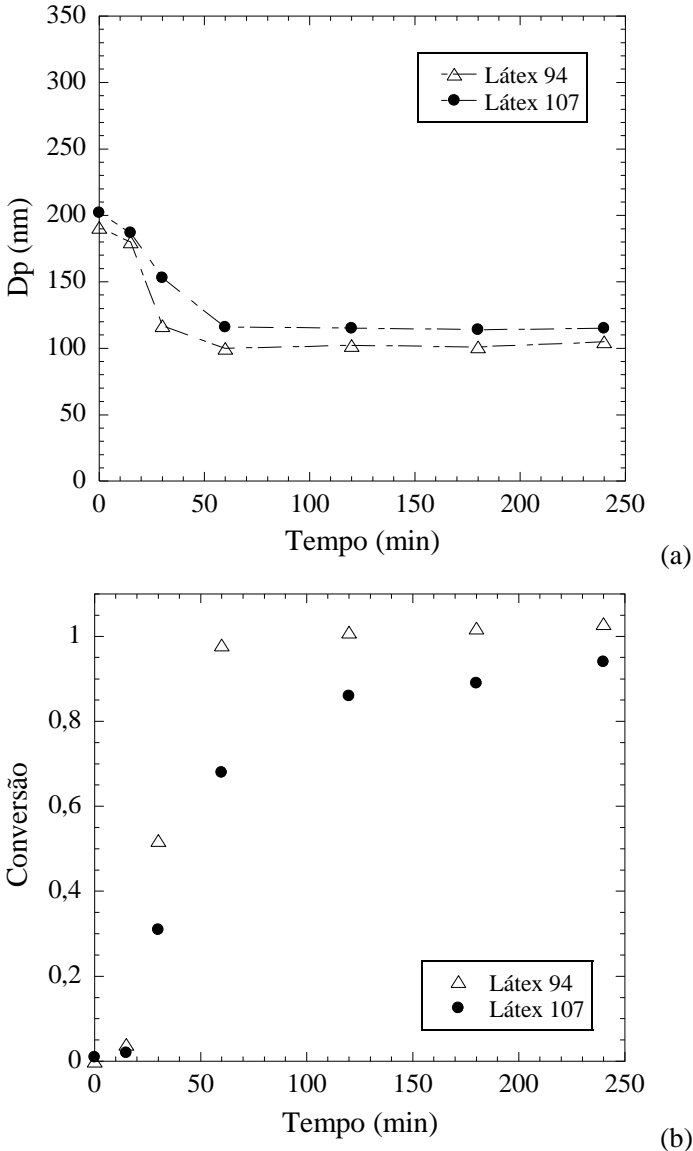 350
300
250
200
150
100
50
0
Dp (nm)
Látex 94
Látex 107
0 50 100 150 200 250
Tempo (min)
(a)
1
0,8
0,6
0,4
0,2
0
Conversão
Látex 94
Látex 107
0 50 100 150 200 250
Tempo (min)
(b)